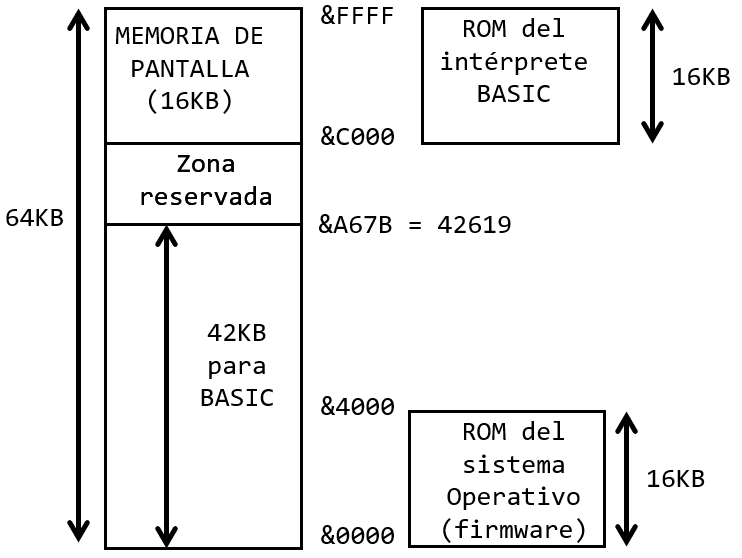 &FFFF
MEMORIA DE
PANTALLA
(16KB)
ROM del
intérprete
BASIC
16KB
&C000
Zona
reservada
64KB
&A67B = 42619
42KB
para
BASIC
&4000
ROM del
sistema
Operativo
(firmware)
16KB
&0000